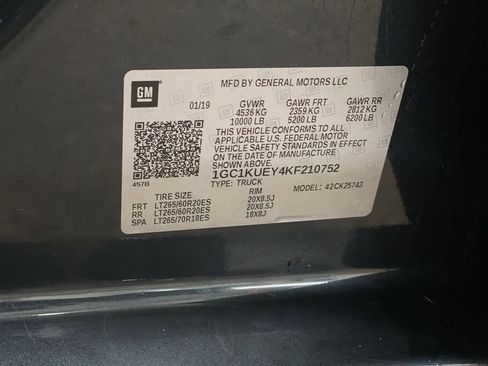 GM
MFD BY GENERAL MOTORS LLC
01/19 GVWR GAWR FRT GAWR RR
4536 KG 2359 KG 2812 KG
10000 LB 5200 LB 6200 LB
THIS VEHICLE CONFORMS TO ALL
APPLICABLE U.S. FEDERAL MOTOR
VEHICLE SAFETY STANDARDS IN
EFFECT ON THE DATE OF MANUFACTURE
SHOWN ABOVE.
1GC1KUEY4KF210752
457B TYPE: TRUCK MODEL: 42CK25743
TIRE SIZE RIM
FRT LT265/60R20ES 20X8.5J
RR LT265/60R20ES 20X8.5J
SPA LT265/70R18ES 18X8J